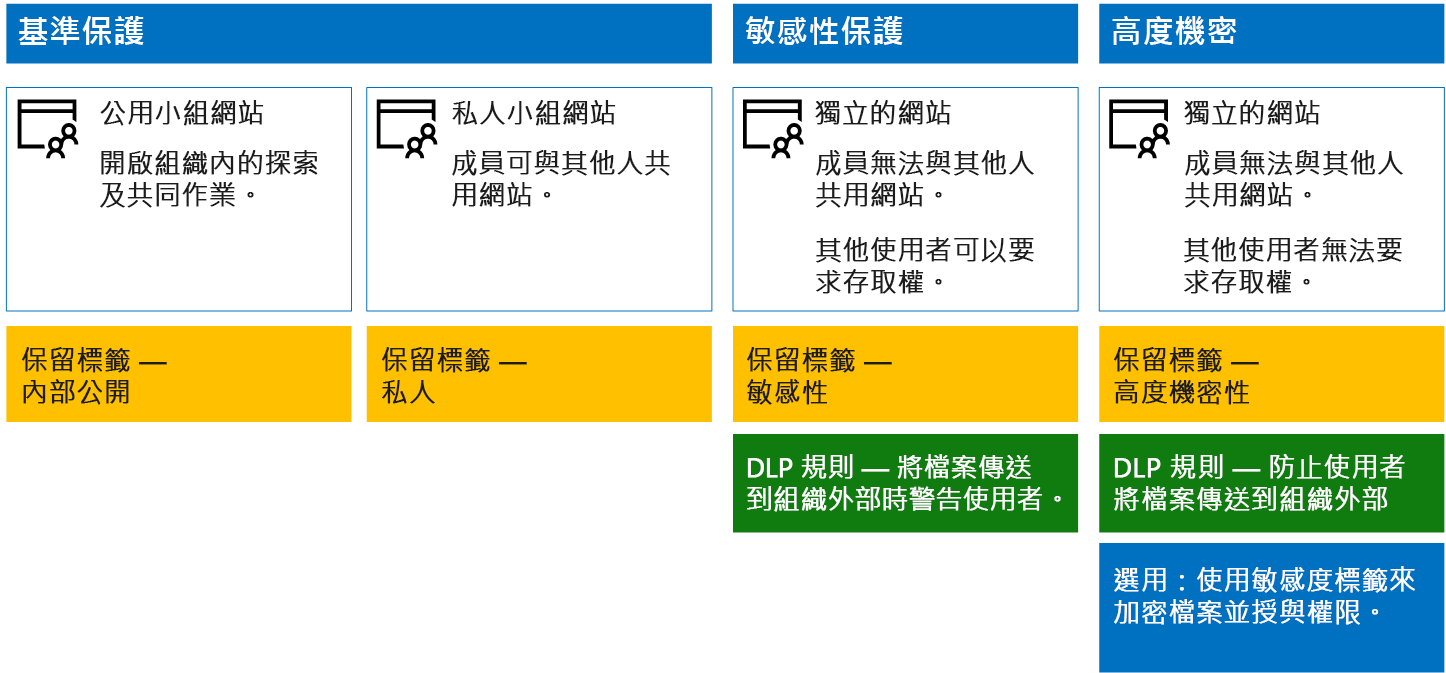 基準保護
敏感性保護
高度機密
公用小組網站
開啟組織內的探索
及共同作業。
私人小組網站
成員可與其他人共
用網站。
獨立的網站
成員無法與其他人
共用網站。
其他使用者可以要
求存取權。
獨立的網站
成員無法與其他人
共用網站。
其他使用者無法要
求存取權。
保留標籤 —
內部公開
保留標籤 —
私人
保留標籤 —
敏感性
保留標籤 —
高度機密性
DLP 規則 — 將檔案傳送
到組織外部時警告使用者。
DLP 規則 — 防止使用者
將檔案傳送到組織外部
選用：使用敏感度標籤來
加密檔案並授與權限。